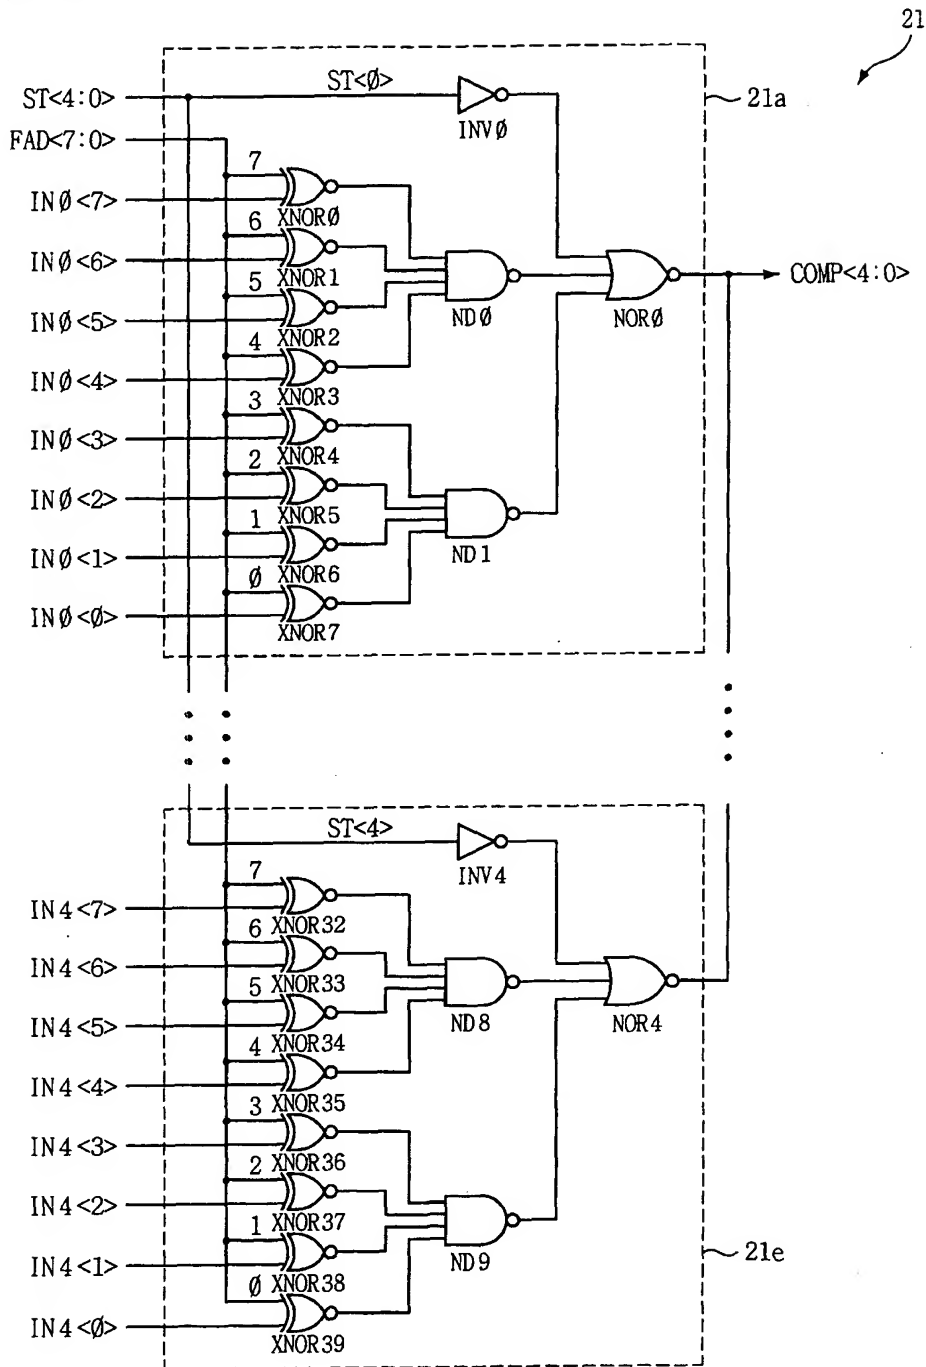 21
ST<4:0>
ST<Ø>
21a
INVØ
FAD<7:0>
7
INØ<7>
XNORØ
6
INØ<6>
XNOR1
5
INØ<5>
XNOR2
4
INØ<4>
XNOR3
3
INØ<3>
XNOR4
2
INØ<2>
XNOR5
1
INØ<1>
XNOR6
Ø
INØ<Ø>
XNOR7
NDØ
ND1
NORØ
COMP<4:0>
ST<4>
INV4
7
IN4<7>
XNOR32
6
IN4<6>
XNOR33
5
IN4<5>
XNOR34
4
IN4<4>
XNOR35
3
IN4<3>
XNOR36
2
IN4<2>
XNOR37
1
IN4<1>
XNOR38
Ø
IN4<Ø>
XNOR39
ND8
ND9
NOR4
21e